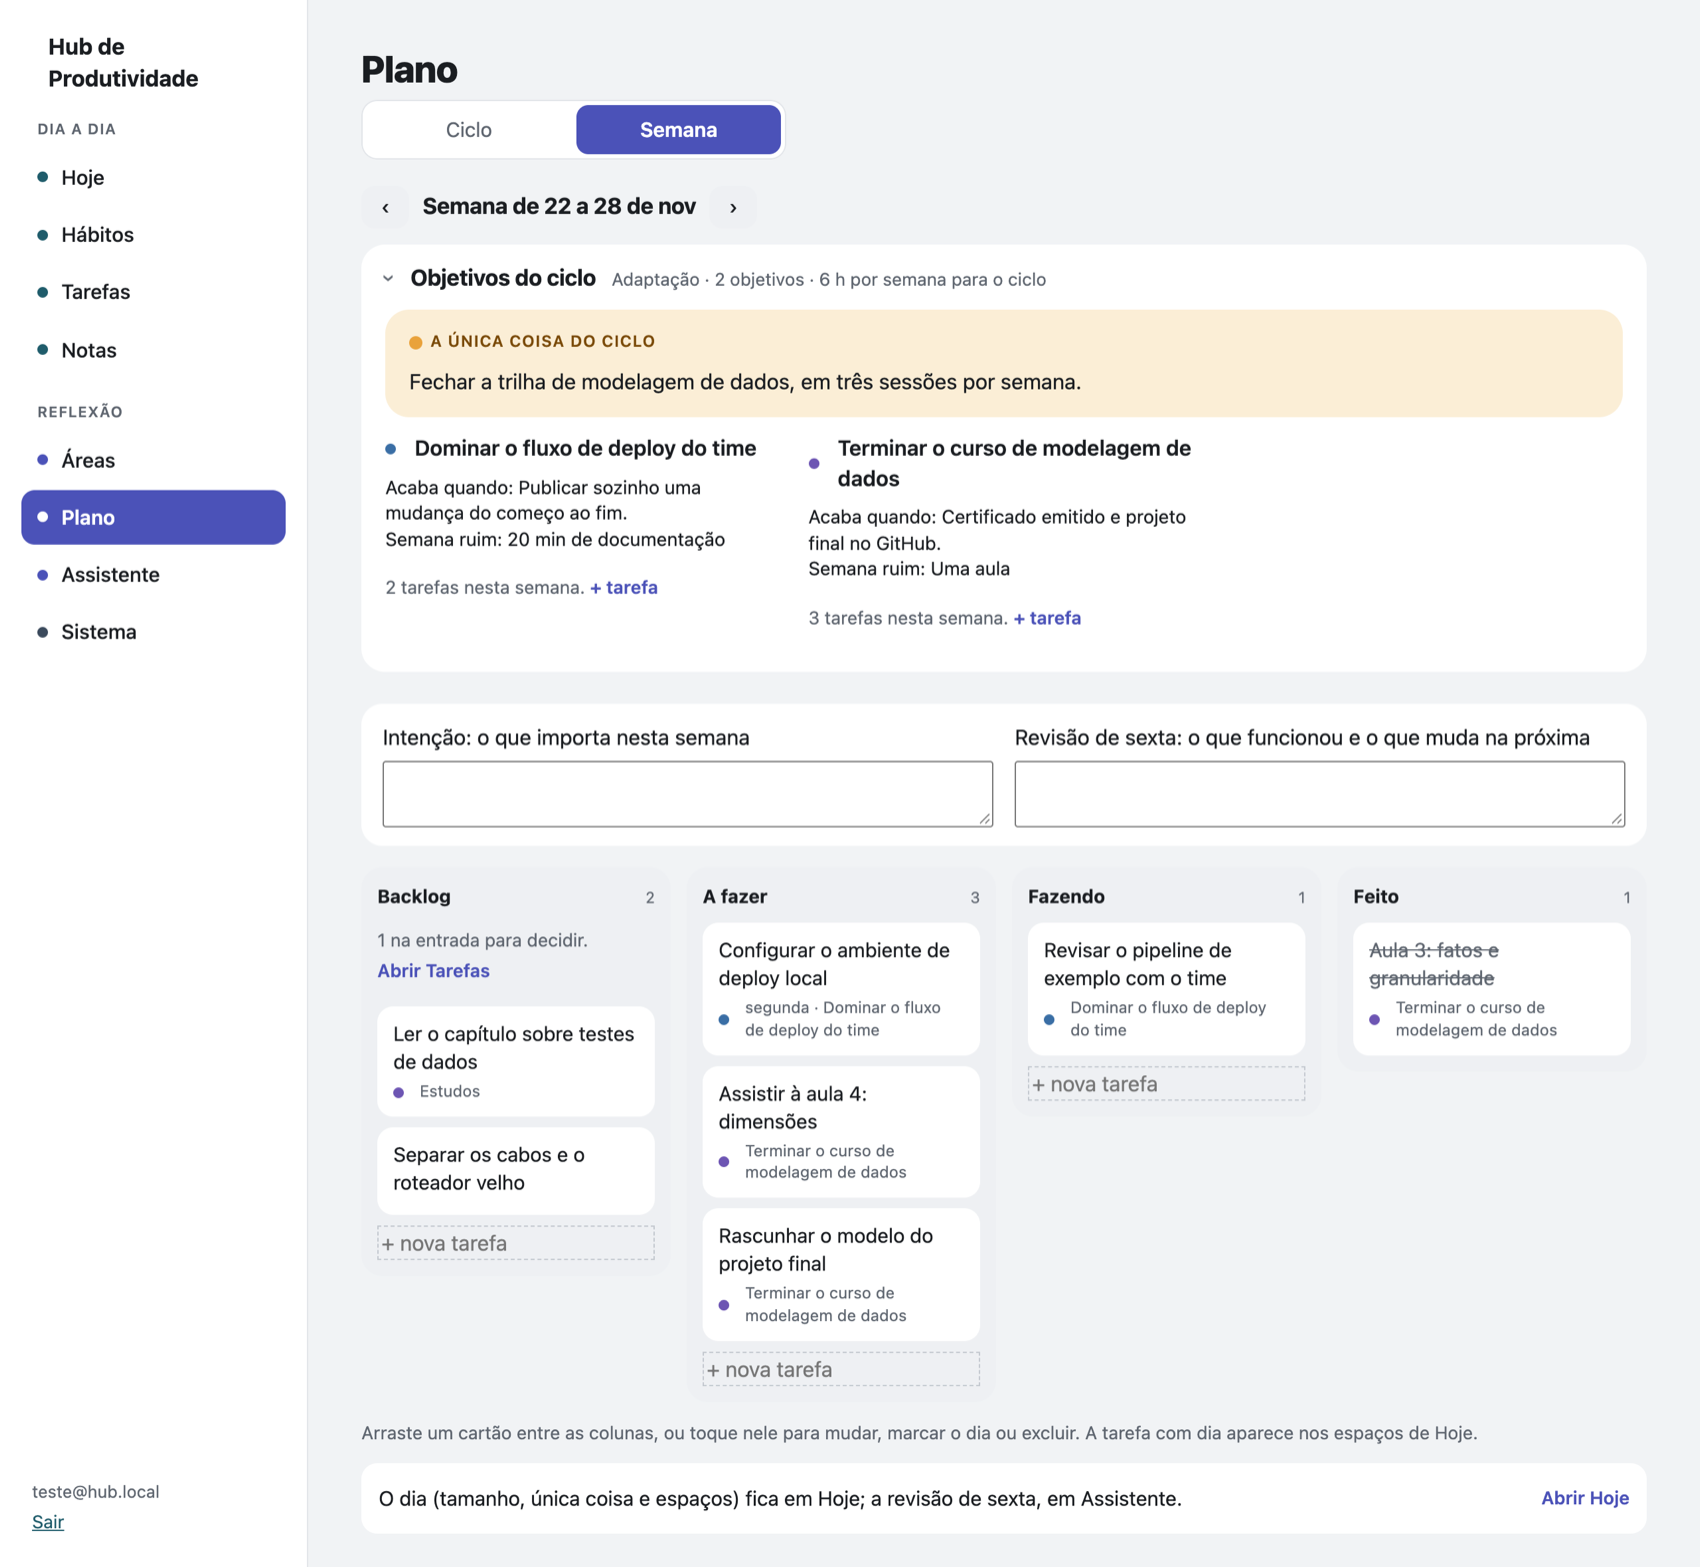 Hub de
Produtividade
DIA A DIA
Hoje
Hábitos
Tarefas
Notas
REFLEXÃO
Áreas
Plano
Assistente
Sistema
teste@hub.local
Sair
Plano
Ciclo
Semana
‹ Semana de 22 a 28 de nov ›
Objetivos do ciclo Adaptação · 2 objetivos · 6 h por semana para o ciclo
A ÚNICA COISA DO CICLO
Fechar a trilha de modelagem de dados, em três sessões por semana.
Dominar o fluxo de deploy do time
Acaba quando: Publicar sozinho uma
mudança do começo ao fim.
Semana ruim: 20 min de documentação
2 tarefas nesta semana. + tarefa
Terminar o curso de modelagem de
dados
Acaba quando: Certificado emitido e projeto
final no GitHub.
Semana ruim: Uma aula
3 tarefas nesta semana. + tarefa
Intenção: o que importa nesta semana
Revisão de sexta: o que funcionou e o que muda na próxima
Backlog 2
1 na entrada para decidir.
Abrir Tarefas
Ler o capítulo sobre testes
de dados
Estudos
Separar os cabos e o
roteador velho
+ nova tarefa
A fazer 3
Configurar o ambiente de
deploy local
segunda · Dominar o fluxo
de deploy do time
Assistir à aula 4:
dimensões
Terminar o curso de
modelagem de dados
Rascunhar o modelo do
projeto final
Terminar o curso de
modelagem de dados
+ nova tarefa
Fazendo 1
Revisar o pipeline de
exemplo com o time
Dominar o fluxo de deploy
do time
+ nova tarefa
Feito 1
Aula 3: fatos e
granularidade
Terminar o curso de
modelagem de dados
Arraste um cartão entre as colunas, ou toque nele para mudar, marcar o dia ou excluir. A tarefa com dia aparece nos espaços de Hoje.
O dia (tamanho, única coisa e espaços) fica em Hoje; a revisão de sexta, em Assistente.
Abrir Hoje